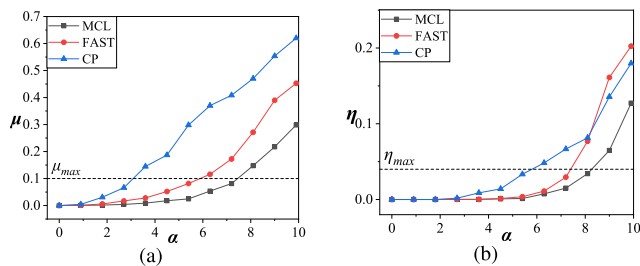 MCL
FAST
CP
0.7
0.6
0.5
0.4
0.3
0.2
0.1
0.0
μ
μmax
0 2 4 6 8 10
α
(a)
MCL
FAST
CP
0.2
0.1
0.0
η
ηmax
0 2 4 6 8 10
α
(b)